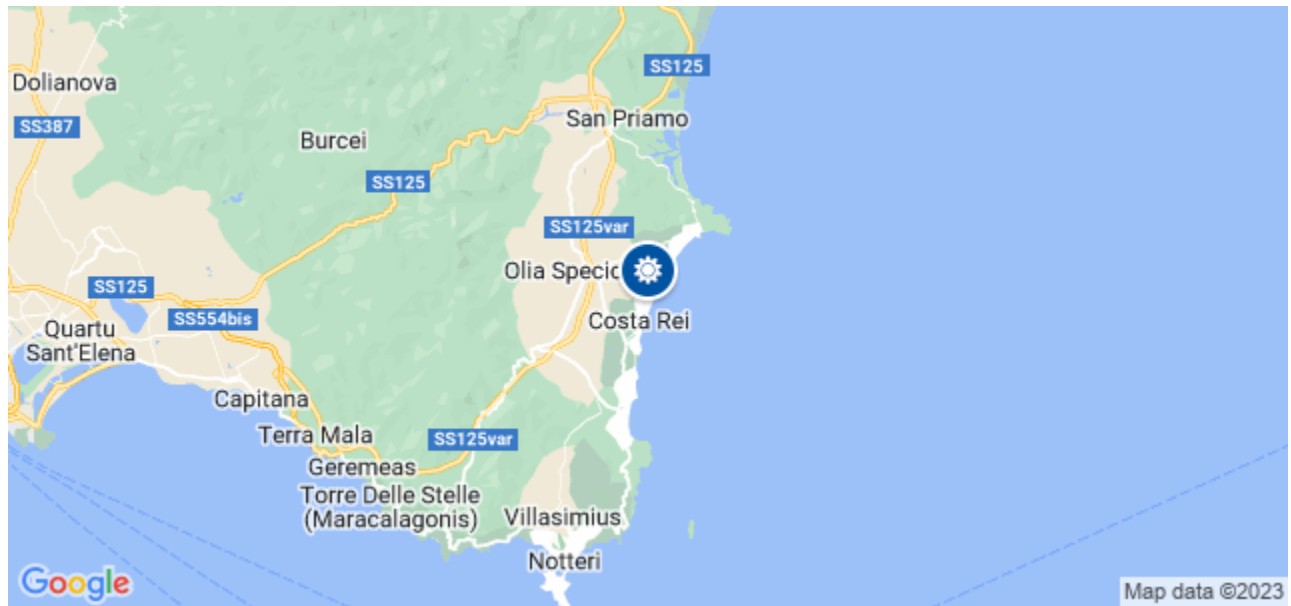 SS125
Dolianova
San Priamo
SS387
Burcei
SS125
SS125var
Olia Specio
SS125
SS554bis
Costa Rei
Quartu
Sant'Elena
Capitana
Terra Mala
SS125var
Geremeas
Torre Delle Stelle
(Maracalagonis)
Villasimius
Notteri
Google
Map data ©2023